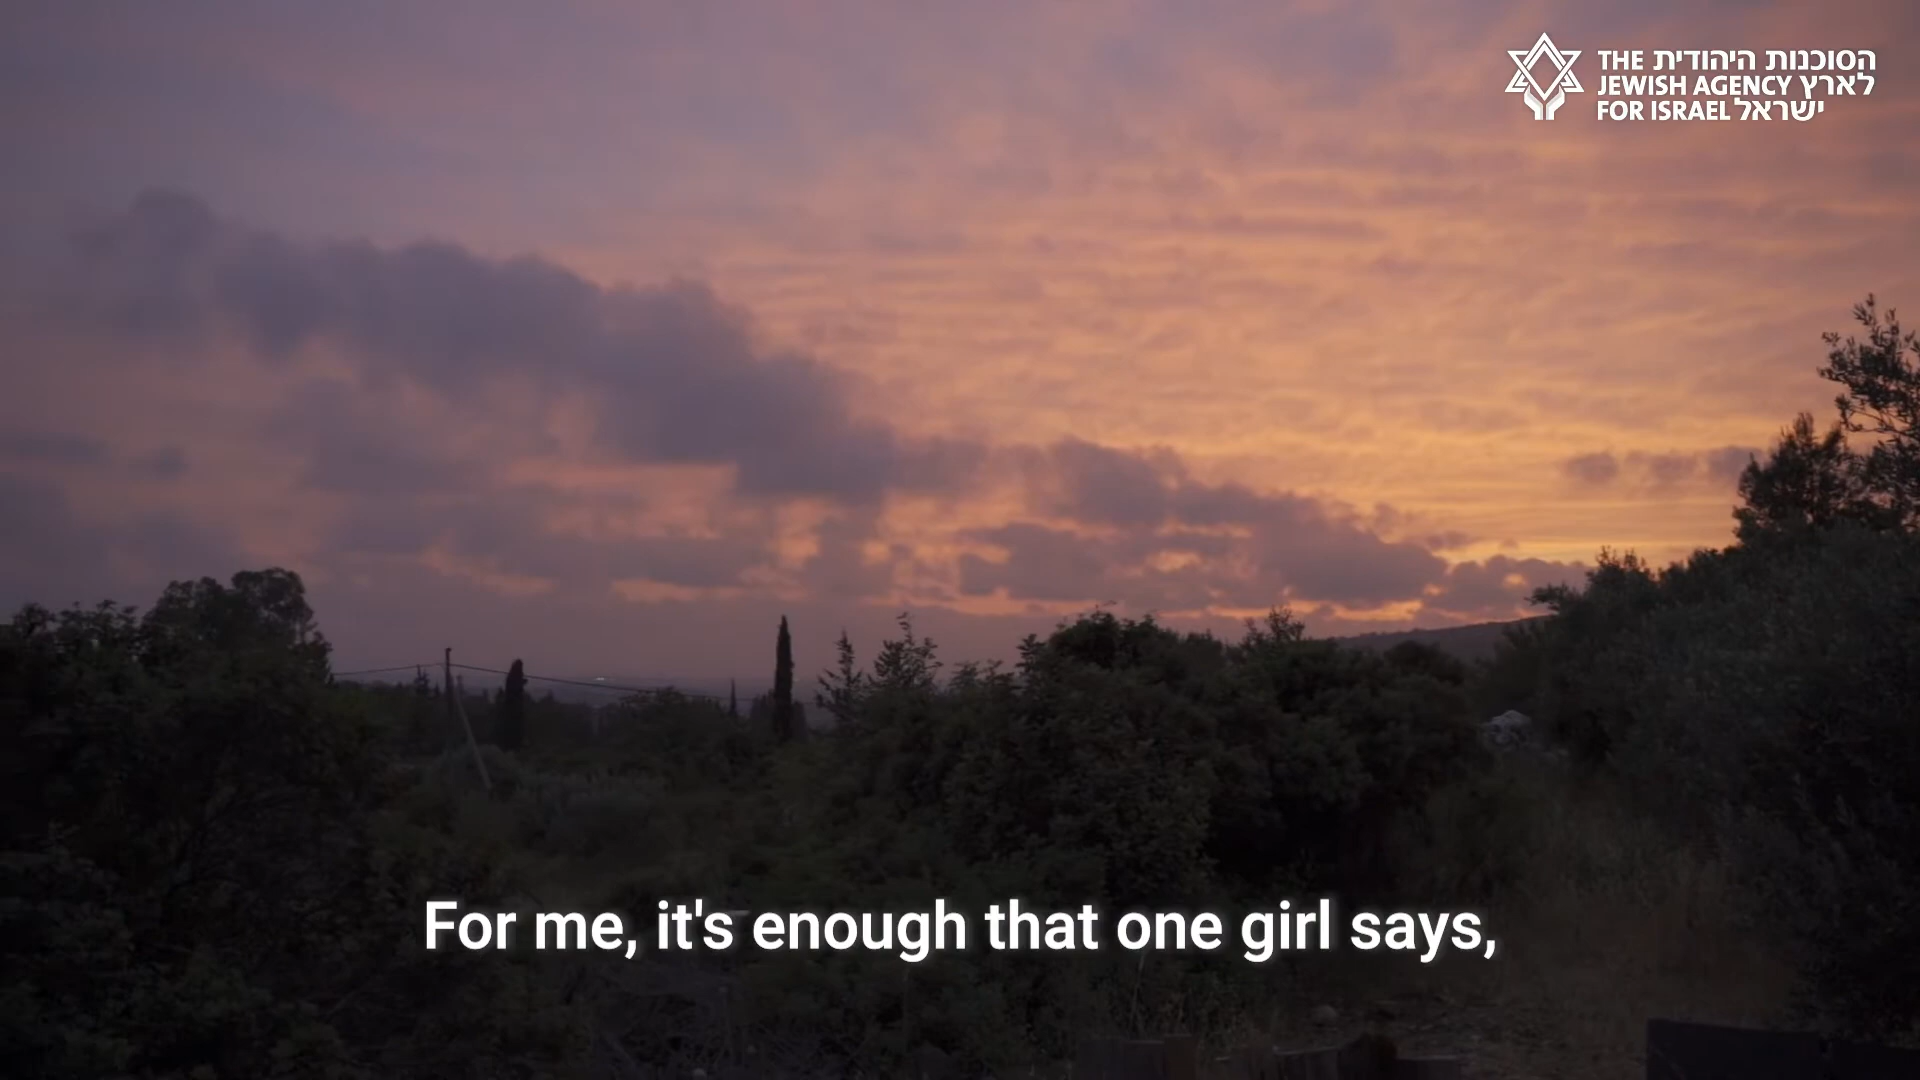 THE הסוכנות היהודית
JEWISH AGENCY לארץ
FOR ISRAEL ישראל
For me, it's enough that one girl says,